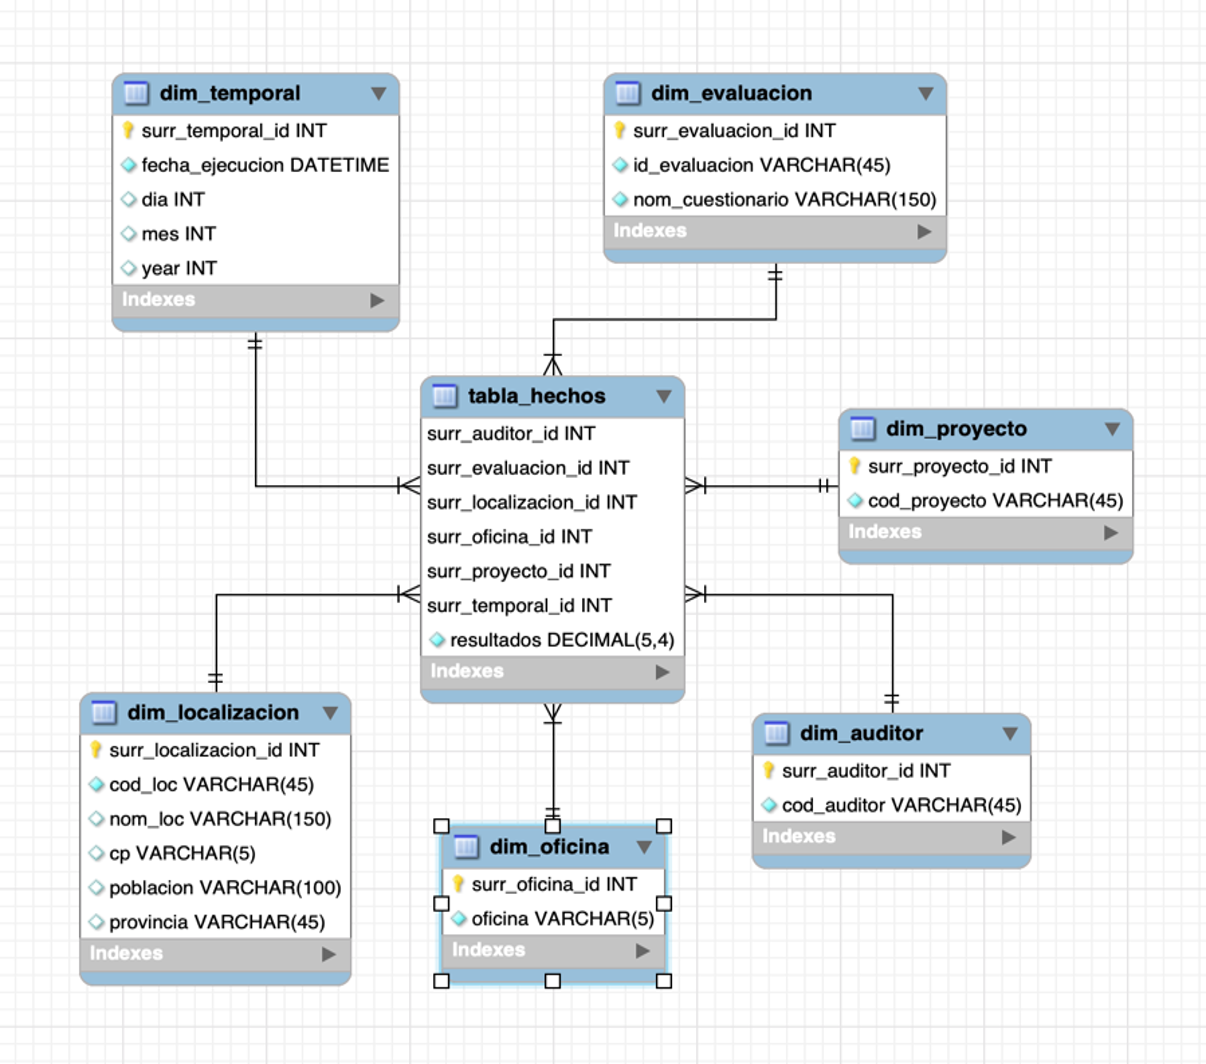 dim_temporal
surr_temporal_id INT
fecha_ejecucion DATETIME
dia INT
mes INT
year INT
Indexes
dim_evaluacion
surr_evaluacion_id INT
id_evaluacion VARCHAR(45)
nom_cuestionario VARCHAR(150)
Indexes
tabla_hechos
surr_auditor_id INT
surr_evaluacion_id INT
surr_localizacion_id INT
surr_oficina_id INT
surr_proyecto_id INT
surr_temporal_id INT
resultados DECIMAL(5,4)
Indexes
dim_proyecto
surr_proyecto_id INT
cod_proyecto VARCHAR(45)
Indexes
dim_localizacion
surr_localizacion_id INT
cod_loc VARCHAR(45)
nom_loc VARCHAR(150)
cp VARCHAR(5)
poblacion VARCHAR(100)
provincia VARCHAR(45)
Indexes
dim_oficina
surr_oficina_id INT
oficina VARCHAR(5)
Indexes
dim_auditor
surr_auditor_id INT
cod_auditor VARCHAR(45)
Indexes